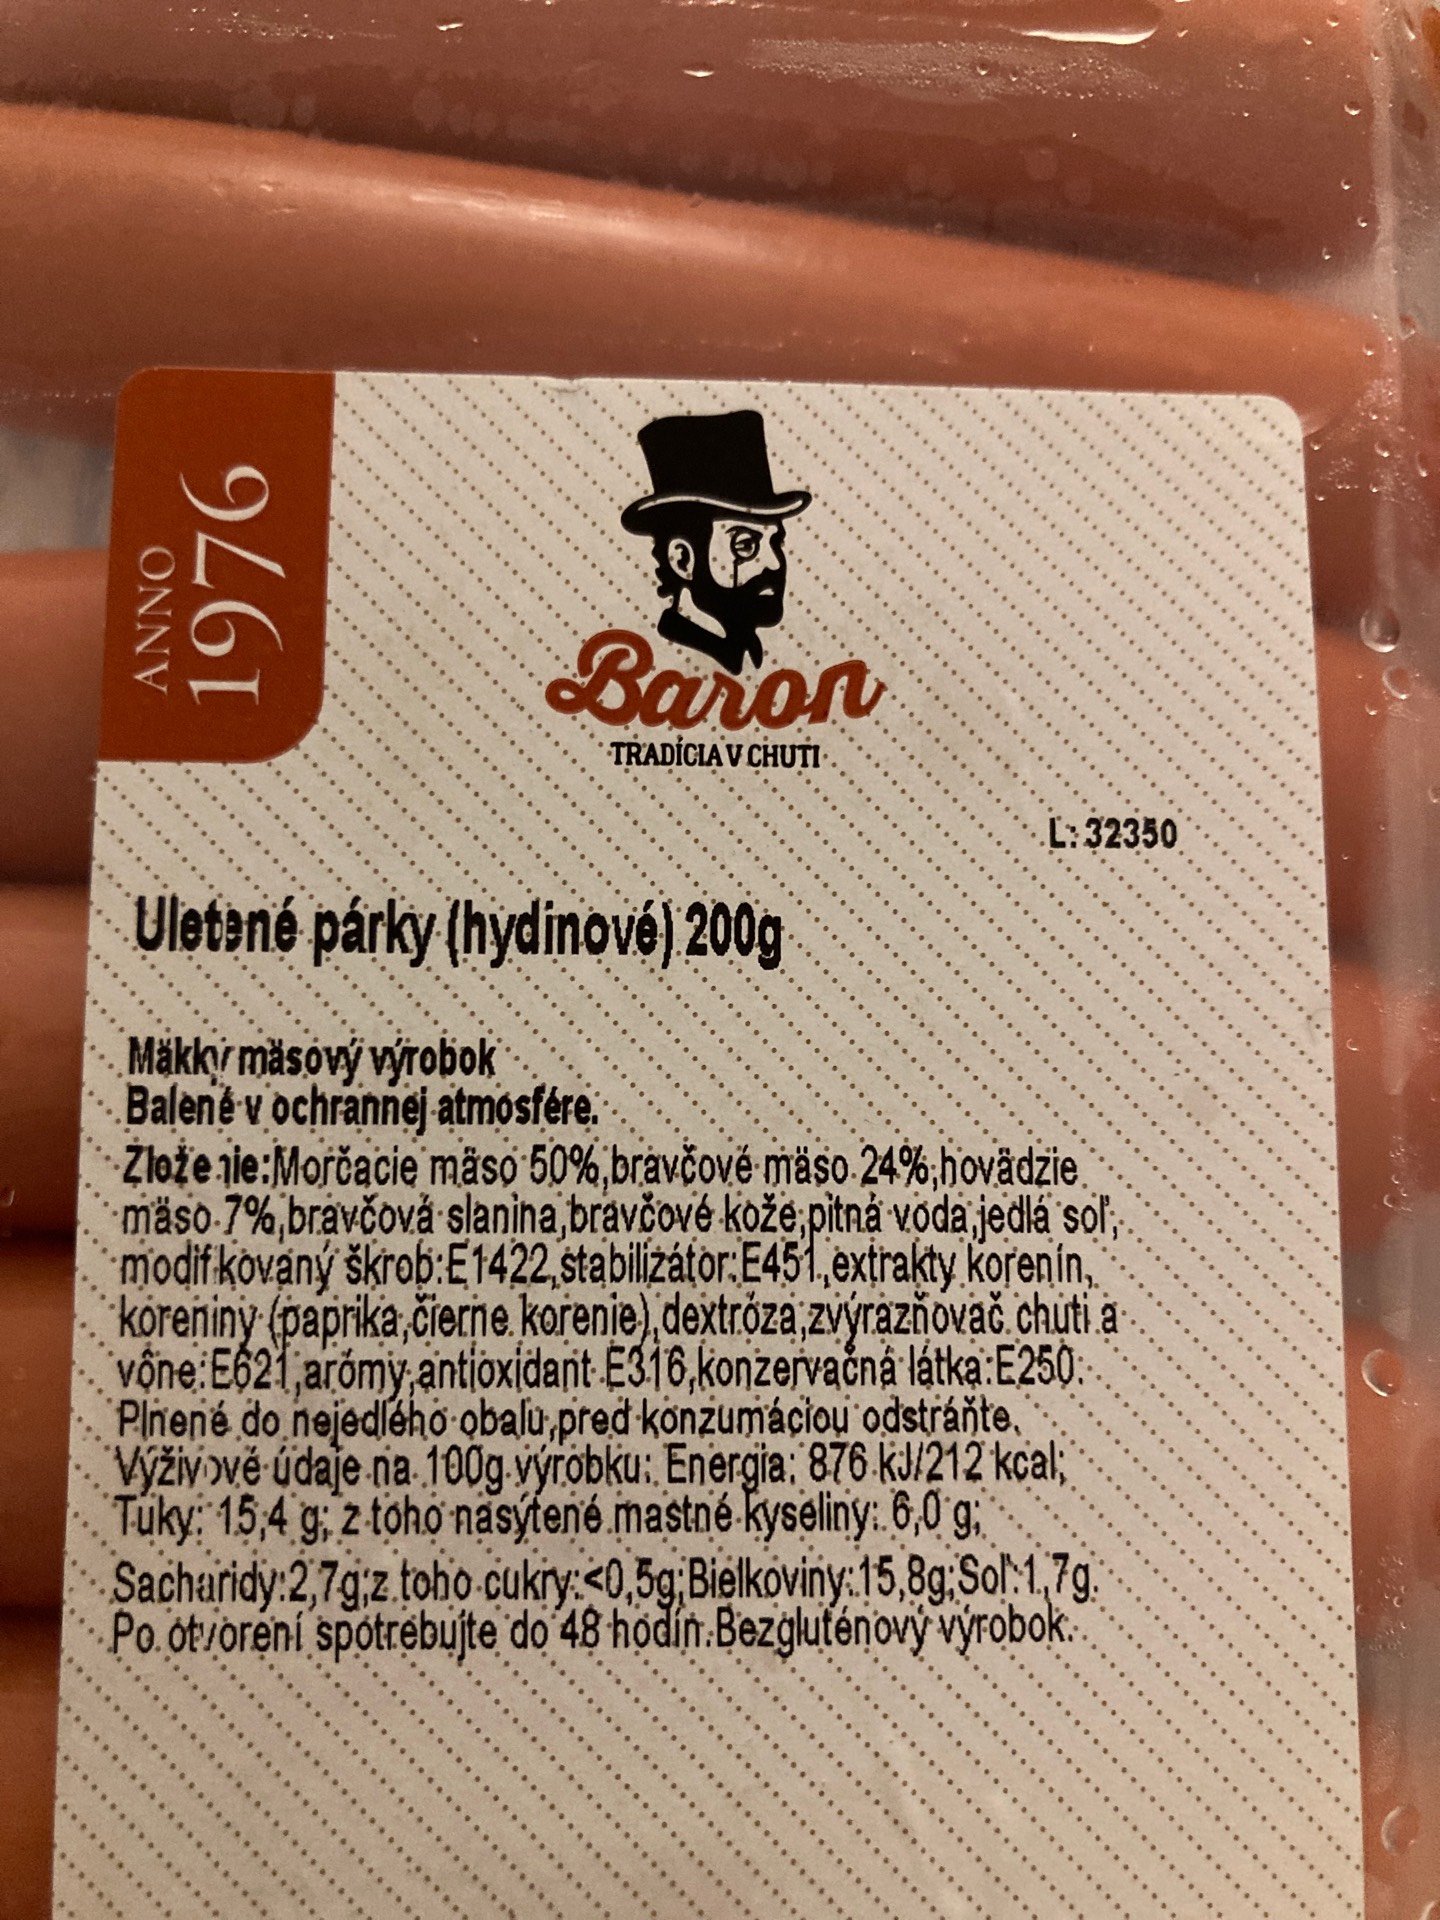 ANNO
1976
Baron
TRADÍCIA V CHUTI
L: 32350
Uletené párky (hydinové) 200g
Mäkký mäsový výrobok
Balené v ochrannej atmosfére.
Zloženie:Morčacie mäso 50%,bravčové mäso 24%,hovädzie
mäso 7%,bravčová slanina,bravčové kože,pitná voda,jedlá soľ,
modifikovaný škrob:E1422,stabilizátor:E451,extrakty korenín,
koreniny (paprika,čierne korenie),dextróza,zvýrazňovač chuti a
vône:E621,arómy,antioxidant E316,konzervačná látka:E250.
Plnené do nejedlého obalu,pred konzumáciou odstráňte.
Výživové údaje na 100g výrobku: Energia: 876 kJ/212 kcal;
Tuky: 15,4 g; z toho nasýtené mastné kyseliny: 6,0 g;
Sacharidy:2,7g;z toho cukry:<0,5g;Bielkoviny:15,8g;Soľ:1,7g.
Po otvorení spotrebujte do 48 hodín.Bezgluténový výrobok.